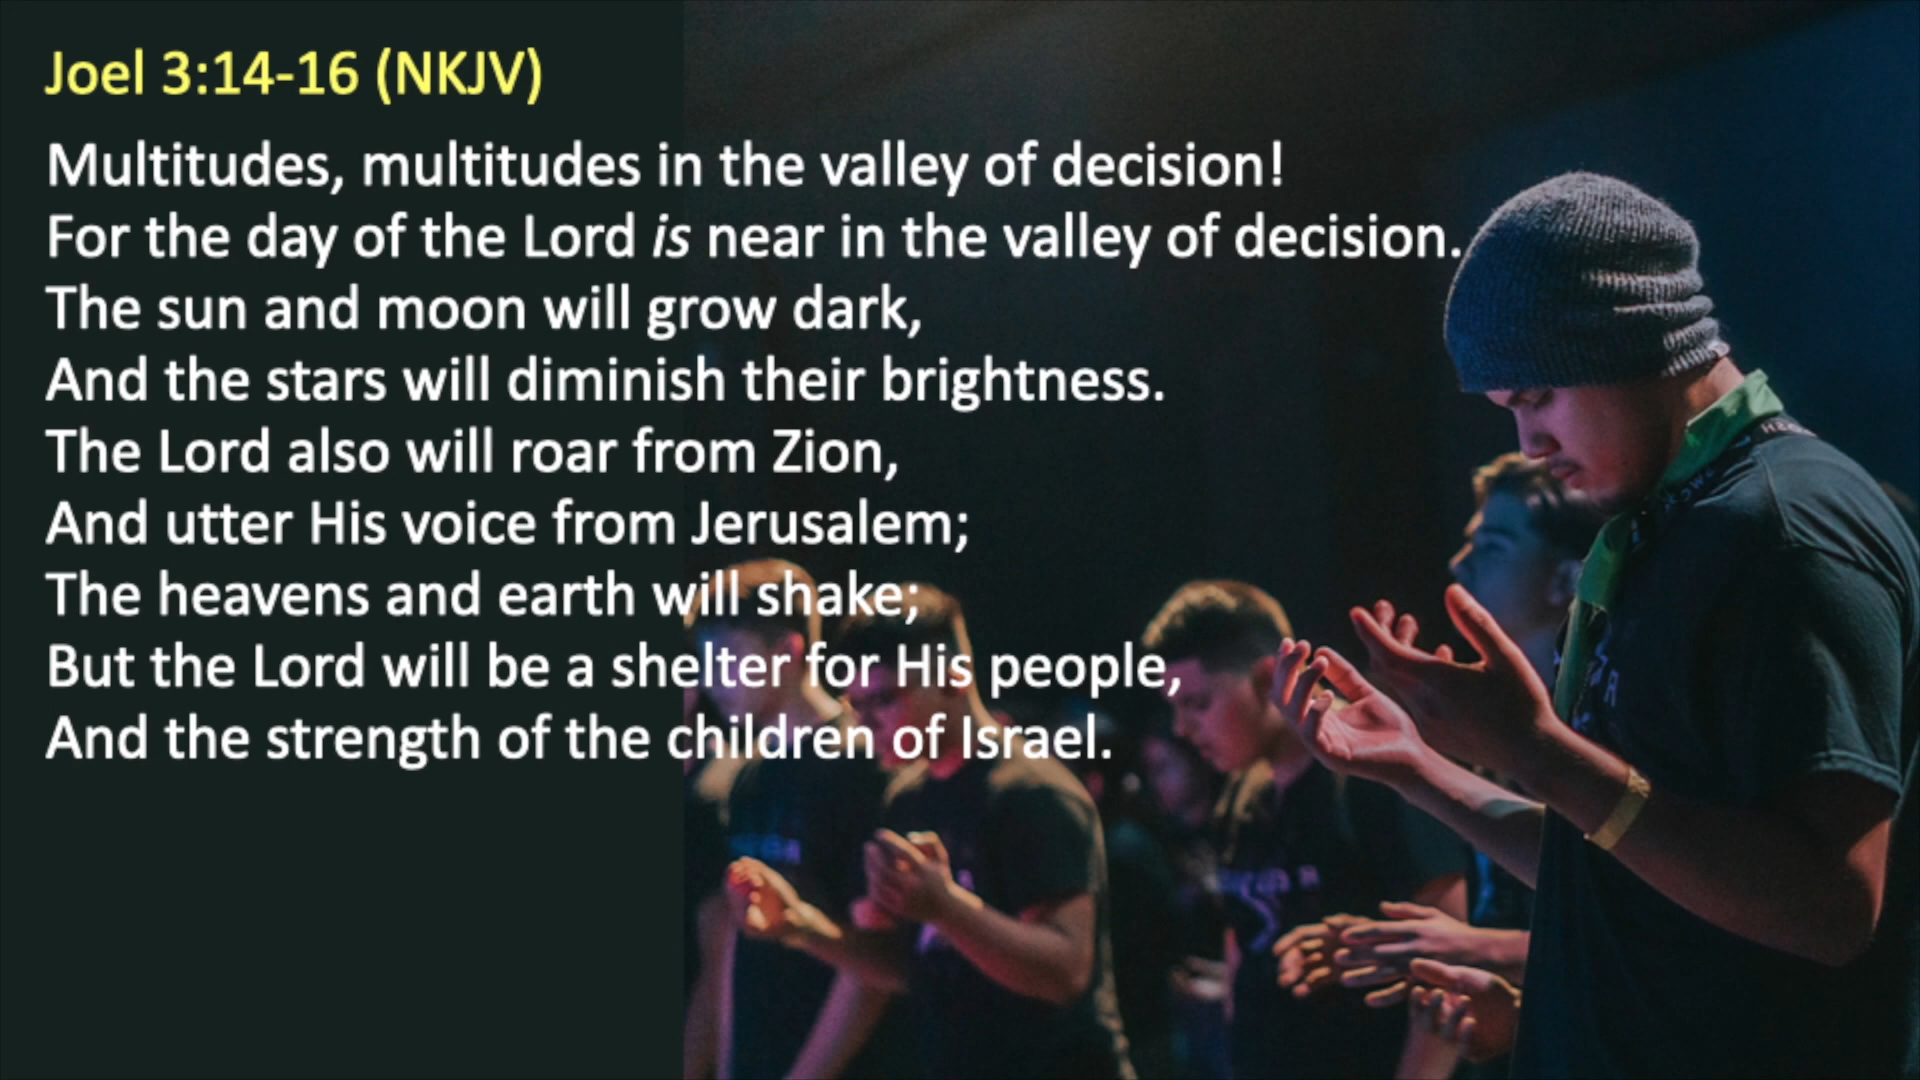 Joel 3:14-16 (NKJV)
Multitudes, multitudes in the valley of decision!
For the day of the Lord is near in the valley of decision.
The sun and moon will grow dark,
And the stars will diminish their brightness.
The Lord also will roar from Zion,
And utter His voice from Jerusalem;
The heavens and earth will shake;
But the Lord will be a shelter for His people,
And the strength of the children of Israel.